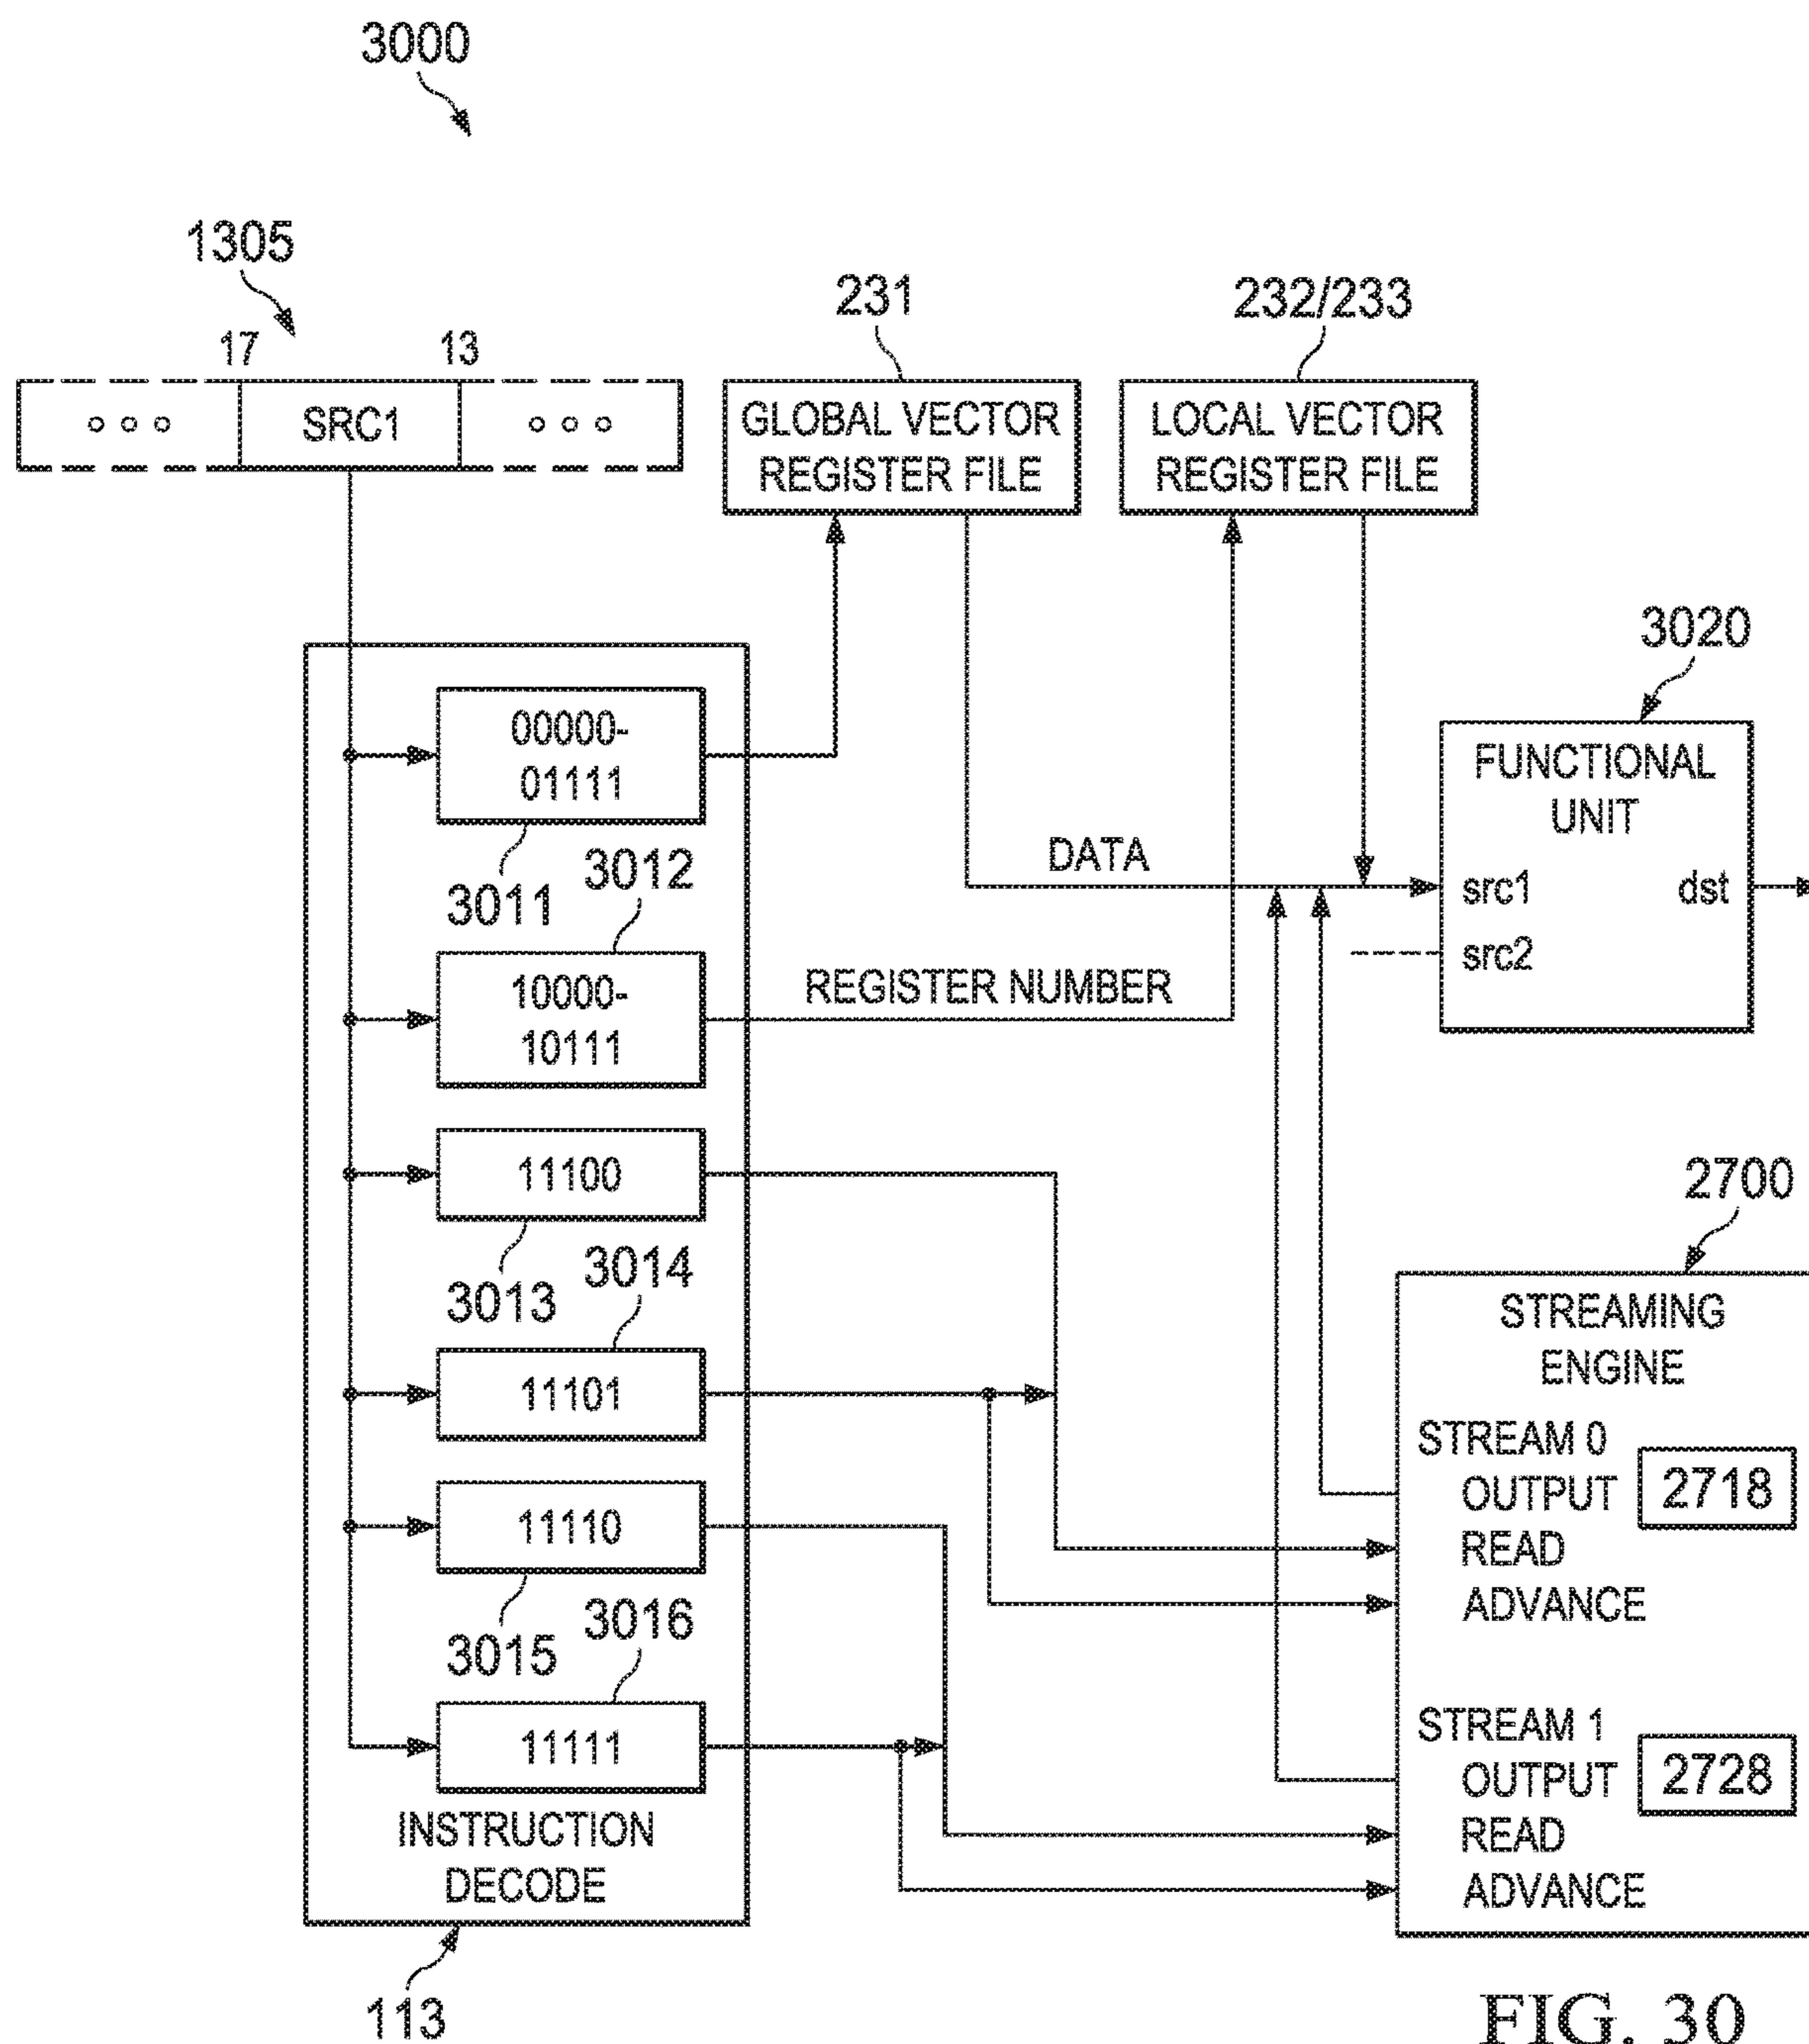 3000
1305
231
232/233
17
13
○ ○ ○
SRC1
○ ○ ○
GLOBAL VECTOR
REGISTER FILE
LOCAL VECTOR
REGISTER FILE
3020
00000-
01111
3011
FUNCTIONAL
UNIT
DATA
src1
dst
src2
3012
10000-
10111
REGISTER NUMBER
11100
3013
2700
3014
11101
STREAMING
ENGINE
STREAM 0
OUTPUT
2718
READ
ADVANCE
11110
3015
3016
11111
STREAM 1
OUTPUT
2728
READ
ADVANCE
INSTRUCTION
DECODE
113
FIG. 30